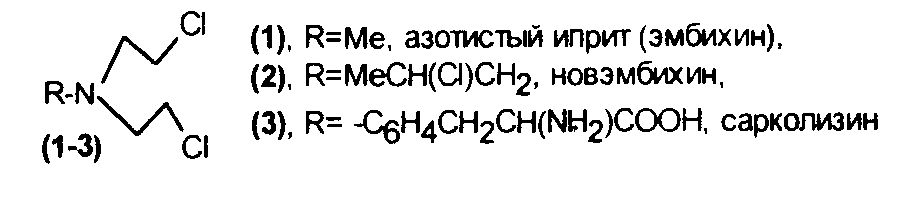 Cl
(1), R=Me, азотистый иприт (эмбихин),
(2), R=MeCH(Cl)CH2, новэмбихин,
R-N
(3), R= -C6H4CH2CH(NH2)COOH, сарколизин
(1-3)
Cl